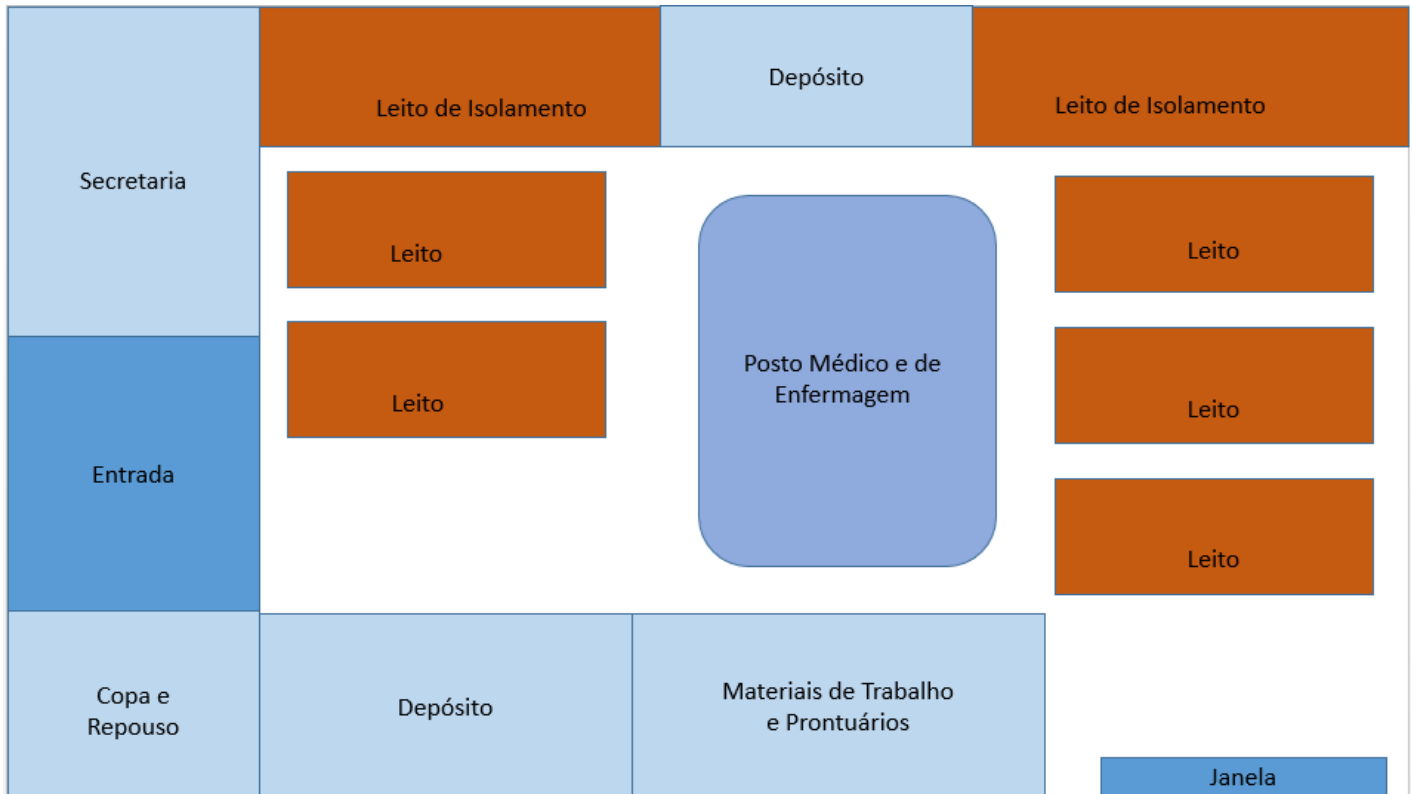 Leito de Isolamento
Depósito
Leito de Isolamento
Secretaria
Leito
Leito
Posto Médico e de
Enfermagem
Leito
Leito
Entrada
Leito
Copa e
Repouso
Depósito
Materiais de Trabalho
e Prontuários
Janela